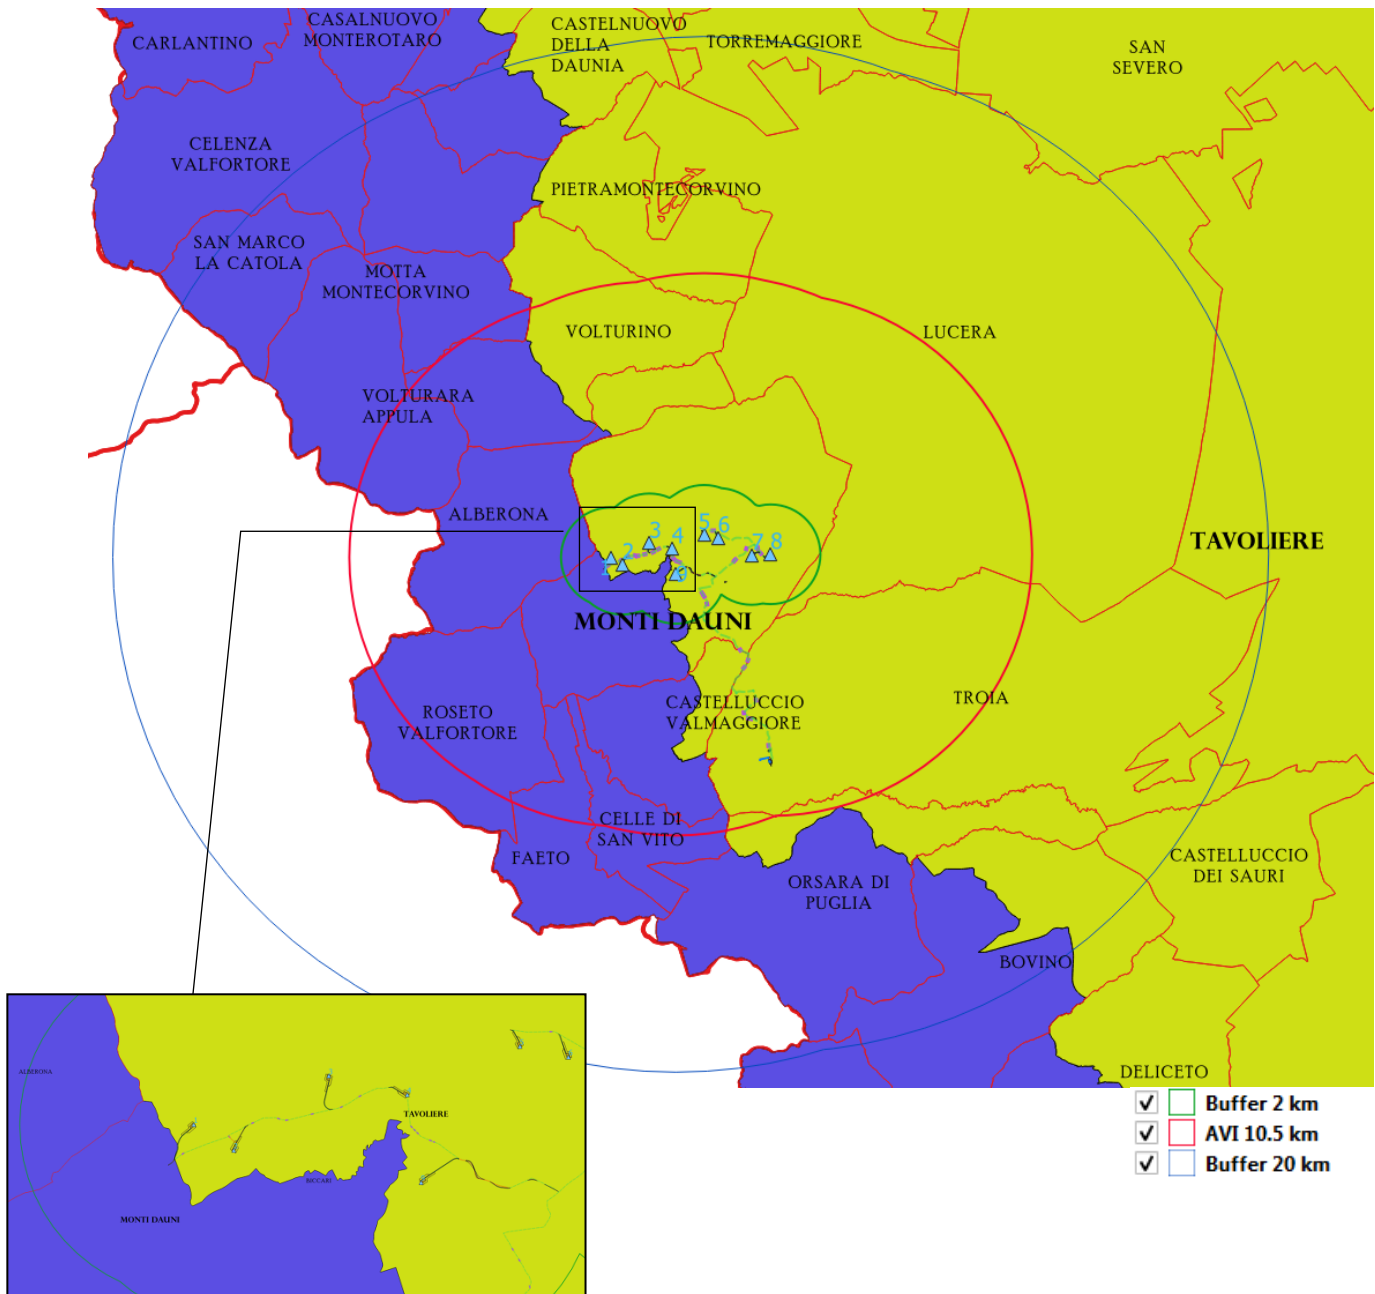 CASALNUOVO
MONTEROTARO
CARLANTINO
CASTELNUOVO
DELLA
DAUNIA
TORREMAGGIORE
SAN
SEVERO
CELENZA
VALFORTORE
PIETRAMONTECORVINO
SAN MARCO
LA CATOLA
MOTTA
MONTECORVINO
VOLTURINO
LUCERA
VOLTURARA
APPULA
ALBERONA
1
2
3
4
5
6
7
8
9
TAVOLIERE
MONTI DAUNI
CASTELLUCCIO
VALMAGGIORE
TROIA
ROSETO
VALFORTORE
CELLE DI
SAN VITO
FAETO
ORSARA DI
PUGLIA
CASTELLUCCIO
DEI SAURI
BOVINO
DELICETO
ALBERONA
TAVOLIERE
BICCARI
MONTI DAUNI
Buffer 2 km
AVI 10.5 km
Buffer 20 km